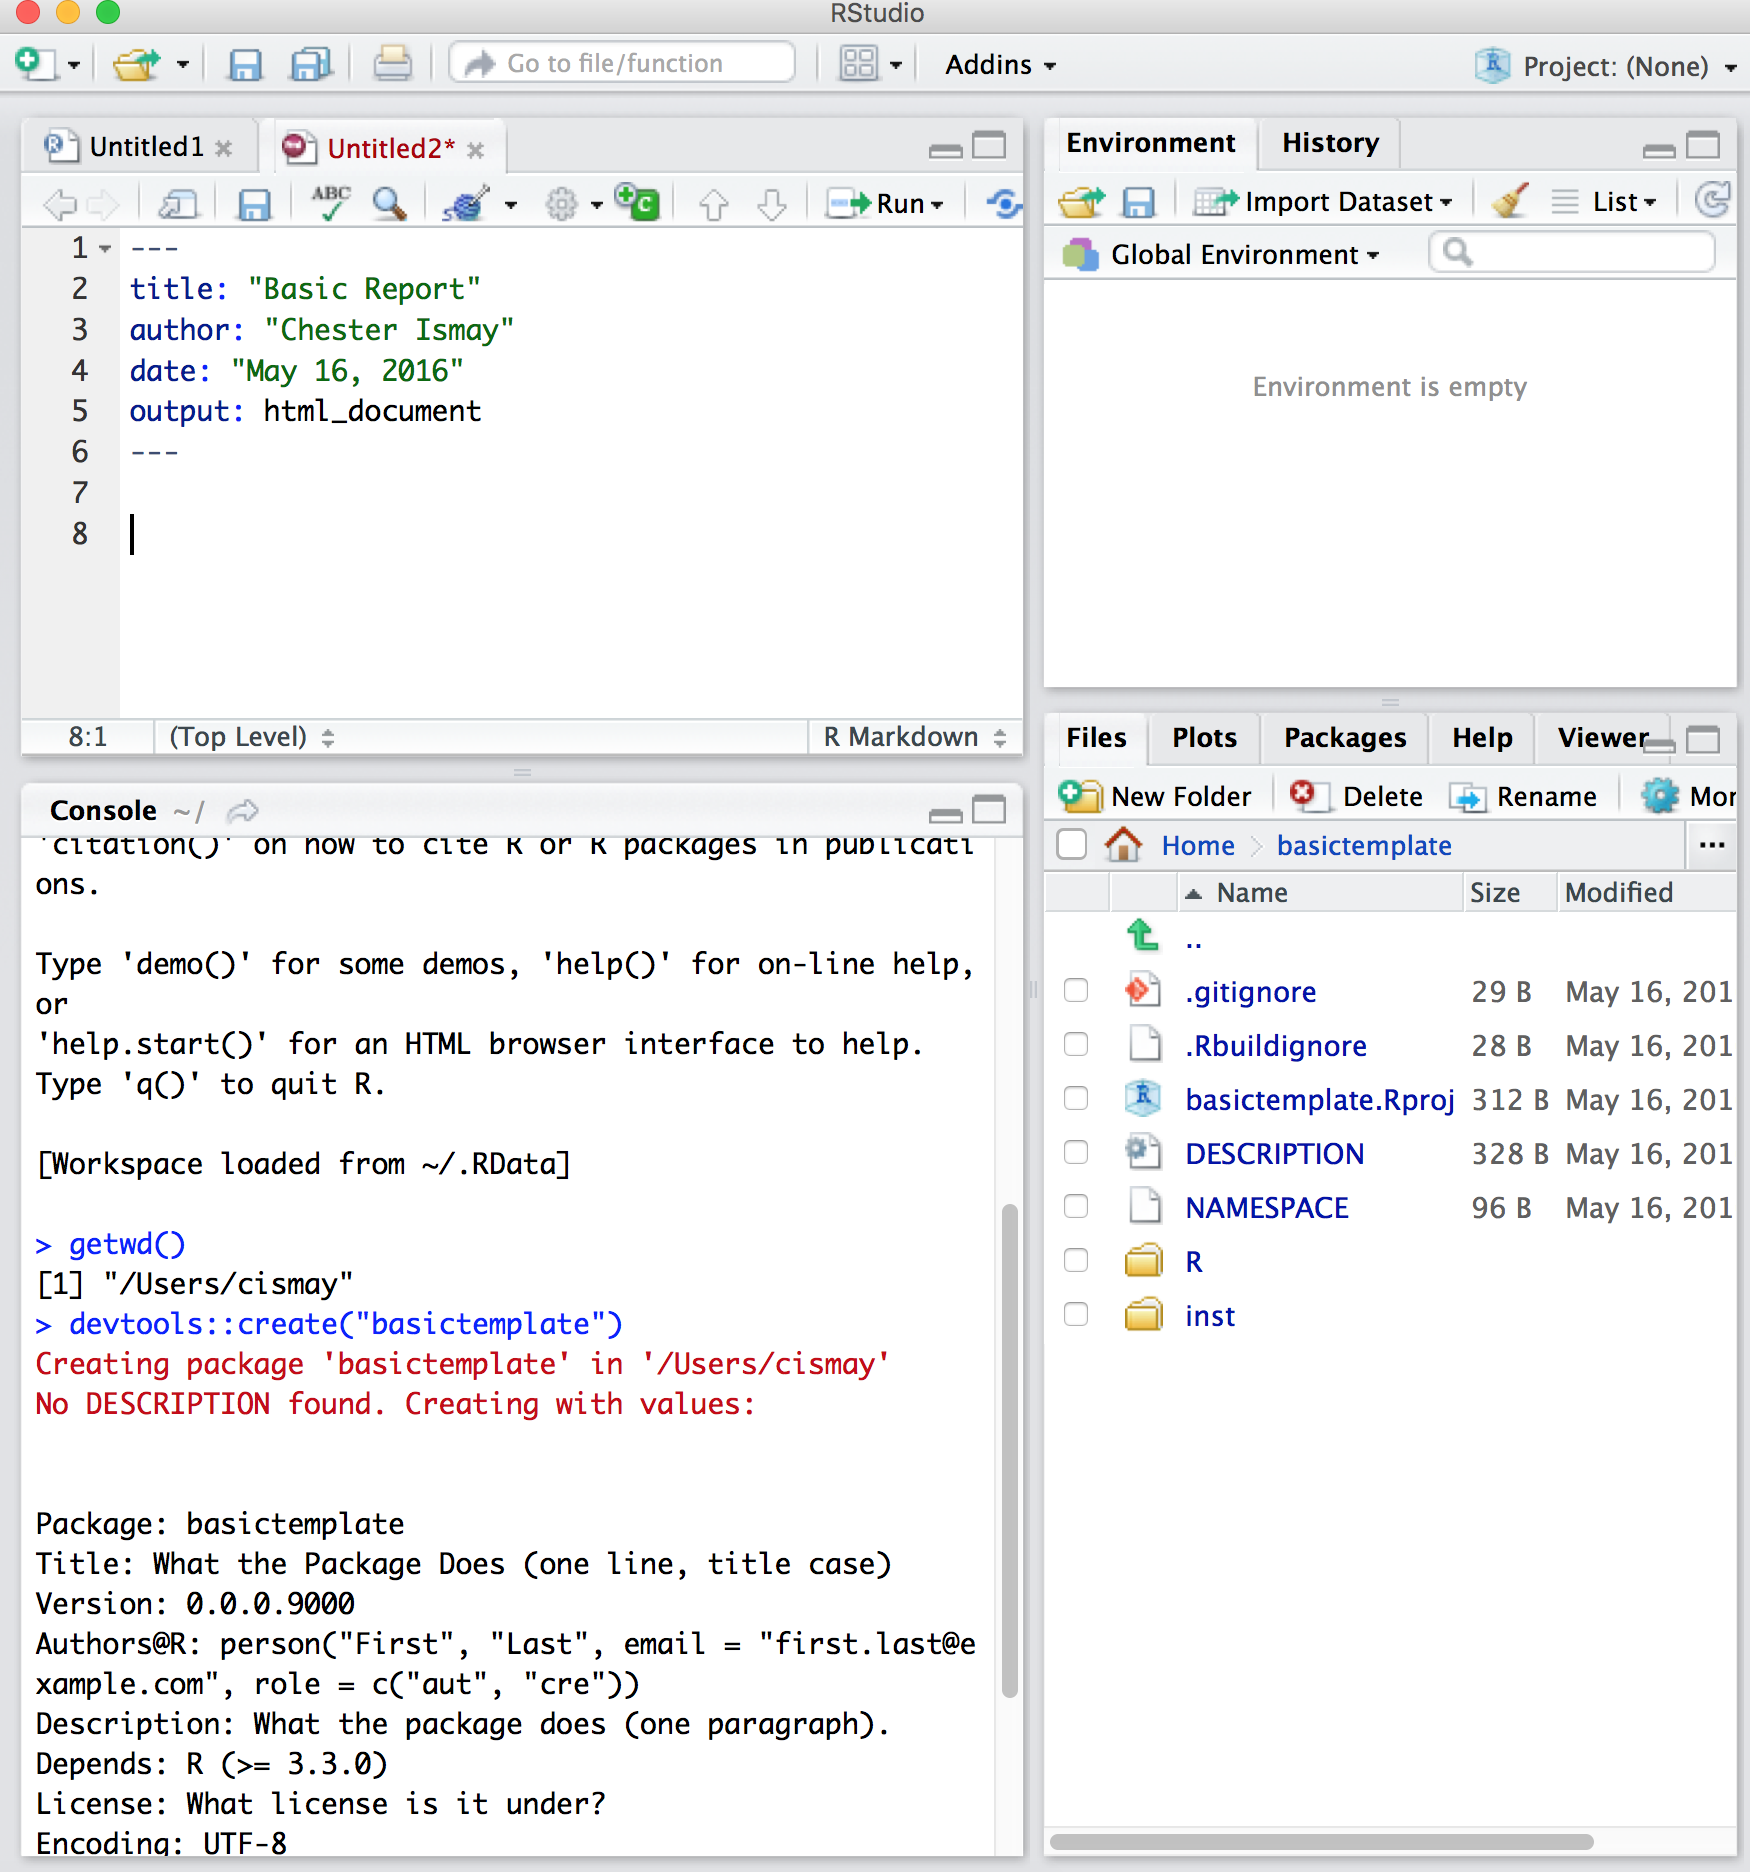 RStudio
Go to file/function
Addins
Project: (None)
Untitled1
Untitled2*
ABC
Run
1 ---
2 title: "Basic Report"
3 author: "Chester Ismay"
4 date: "May 16, 2016"
5 output: html_document
6 ---
7
8
8:1 (Top Level) R Markdown
Console ~/
'citation()' on how to cite R or R packages in publicati
ons.
Type 'demo()' for some demos, 'help()' for on-line help,
or
'help.start()' for an HTML browser interface to help.
Type 'q()' to quit R.
[Workspace loaded from ~/.RData]
> getwd()
[1] "/Users/cismay"
> devtools::create("basictemplate")
Creating package 'basictemplate' in '/Users/cismay'
No DESCRIPTION found. Creating with values:
Package: basictemplate
Title: What the Package Does (one line, title case)
Version: 0.0.0.9000
Authors@R: person("First", "Last", email = "first.last@e
xample.com", role = c("aut", "cre"))
Description: What the package does (one paragraph).
Depends: R (>= 3.3.0)
License: What license is it under?
Encoding: UTF-8
Environment History
Import Dataset List
Global Environment
Environment is empty
Files Plots Packages Help Viewer
New Folder Delete Rename Mor
Home basictemplate ...
Name Size Modified
..
.gitignore 29 B May 16, 201
.Rbuildignore 28 B May 16, 201
basictemplate.Rproj 312 B May 16, 201
DESCRIPTION 328 B May 16, 201
NAMESPACE 96 B May 16, 201
R
inst